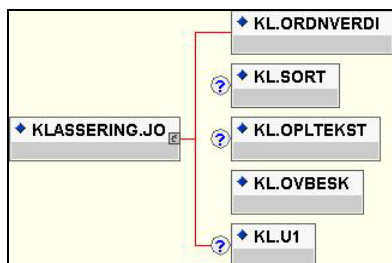 KL.ORDNVERDI
? KL.SORT
KLASSERING.JO
? KL.OPLTEKST
KL.OVBESK
? KL.U1